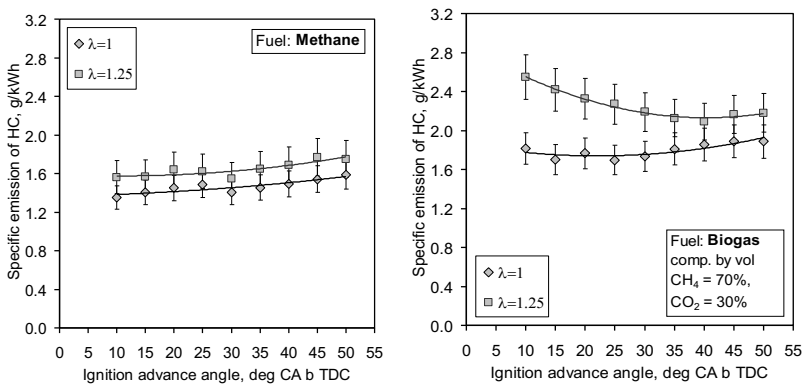 Specific emission of HC, g/kWh
3.2
2.8
2.4
2.0
1.6
1.2
0.8
0.4
0.0
λ=1
λ=1.25
Fuel: Methane
0 5 10 15 20 25 30 35 40 45 50 55
Ignition advance angle, deg CA b TDC
Specific emission of HC, g/kWh
3.2
2.8
2.4
2.0
1.6
1.2
0.8
0.4
0.0
λ=1
λ=1.25
Fuel: Biogas
comp. by vol
CH₄ = 70%,
CO₂ = 30%
0 5 10 15 20 25 30 35 40 45 50 55
Ignition advance angle, deg CA b TDC